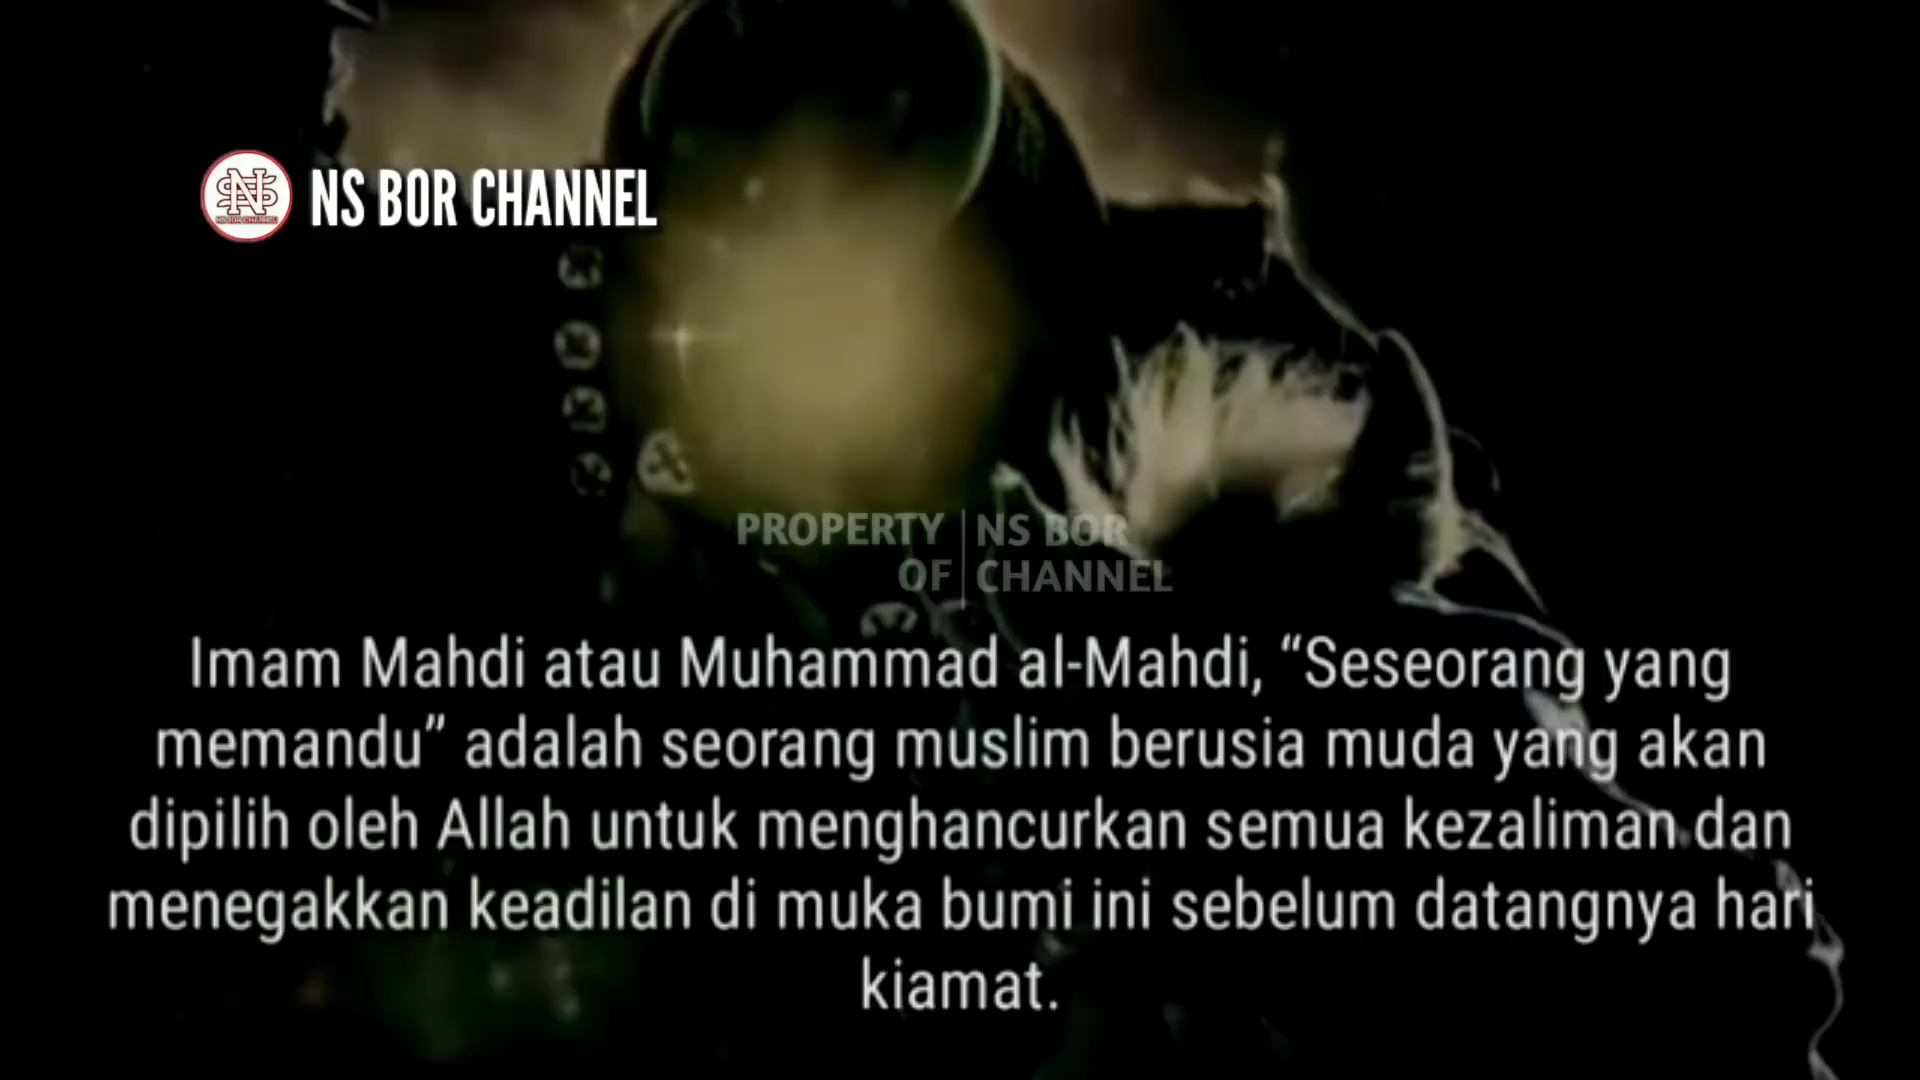 NS BOR CHANNEL
PROPERTY OF
NS BOR CHANNEL
Imam Mahdi atau Muhammad al-Mahdi, “Seseorang yang
memandu” adalah seorang muslim berusia muda yang akan
dipilih oleh Allah untuk menghancurkan semua kezaliman dan
menegakkan keadilan di muka bumi ini sebelum datangnya hari
kiamat.